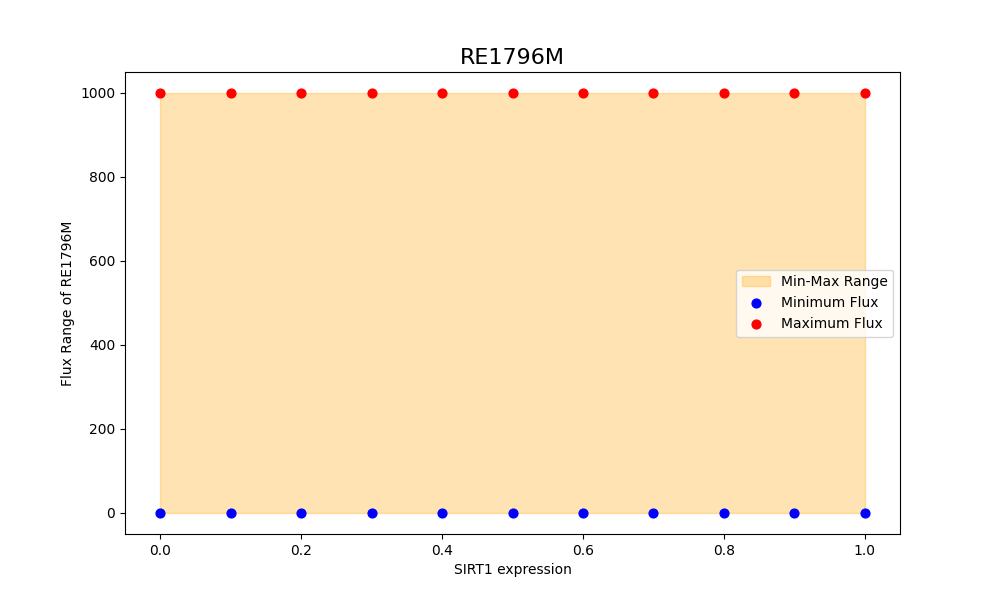 RE1796M
1000
800
600
400
200
0
Flux Range of RE1796M
Min-Max Range
Minimum Flux
Maximum Flux
0.0 0.2 0.4 0.6 0.8 1.0
SIRT1 expression